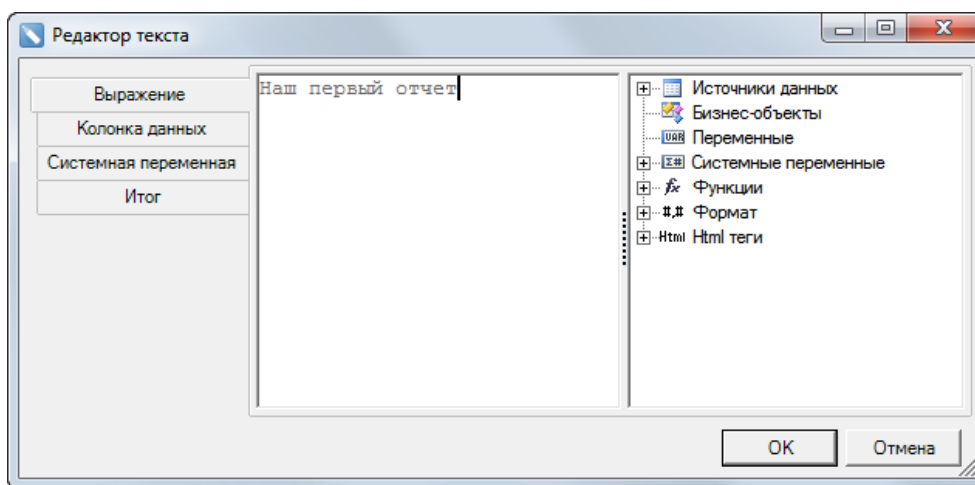 Редактор текста
Выражение
Колонка данных
Системная переменная
Итог
Наш первый отчет
Источники данных
Бизнес-объекты
VAR Переменные
Σ# Системные переменные
fx Функции
#,# Формат
Html Html теги
OK
Отмена